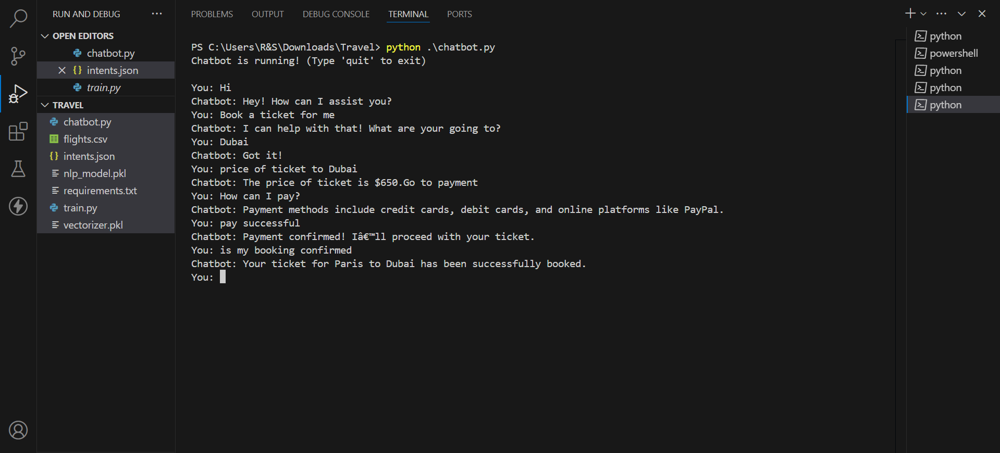 RUN AND DEBUG ...
OPEN EDITORS
chatbot.py
{} intents.json
train.py
TRAVEL
chatbot.py
flights.csv
{} intents.json
nlp_model.pkl
requirements.txt
train.py
vectorizer.pkl
PROBLEMS OUTPUT DEBUG CONSOLE TERMINAL PORTS
PS C:\Users\R&S\Downloads\Travel> python .\chatbot.py
Chatbot is running! (Type 'quit' to exit)
You: Hi
Chatbot: Hey! How can I assist you?
You: Book a ticket for me
Chatbot: I can help with that! What are your going to?
You: Dubai
Chatbot: Got it!
You: price of ticket to Dubai
Chatbot: The price of ticket is $650.Go to payment
You: How can I pay?
Chatbot: Payment methods include credit cards, debit cards, and online platforms like PayPal.
You: pay successful
Chatbot: Payment confirmed! Iâ€™ll proceed with your ticket.
You: is my booking confirmed
Chatbot: Your ticket for Paris to Dubai has been successfully booked.
You:
python
powershell
python
python
python